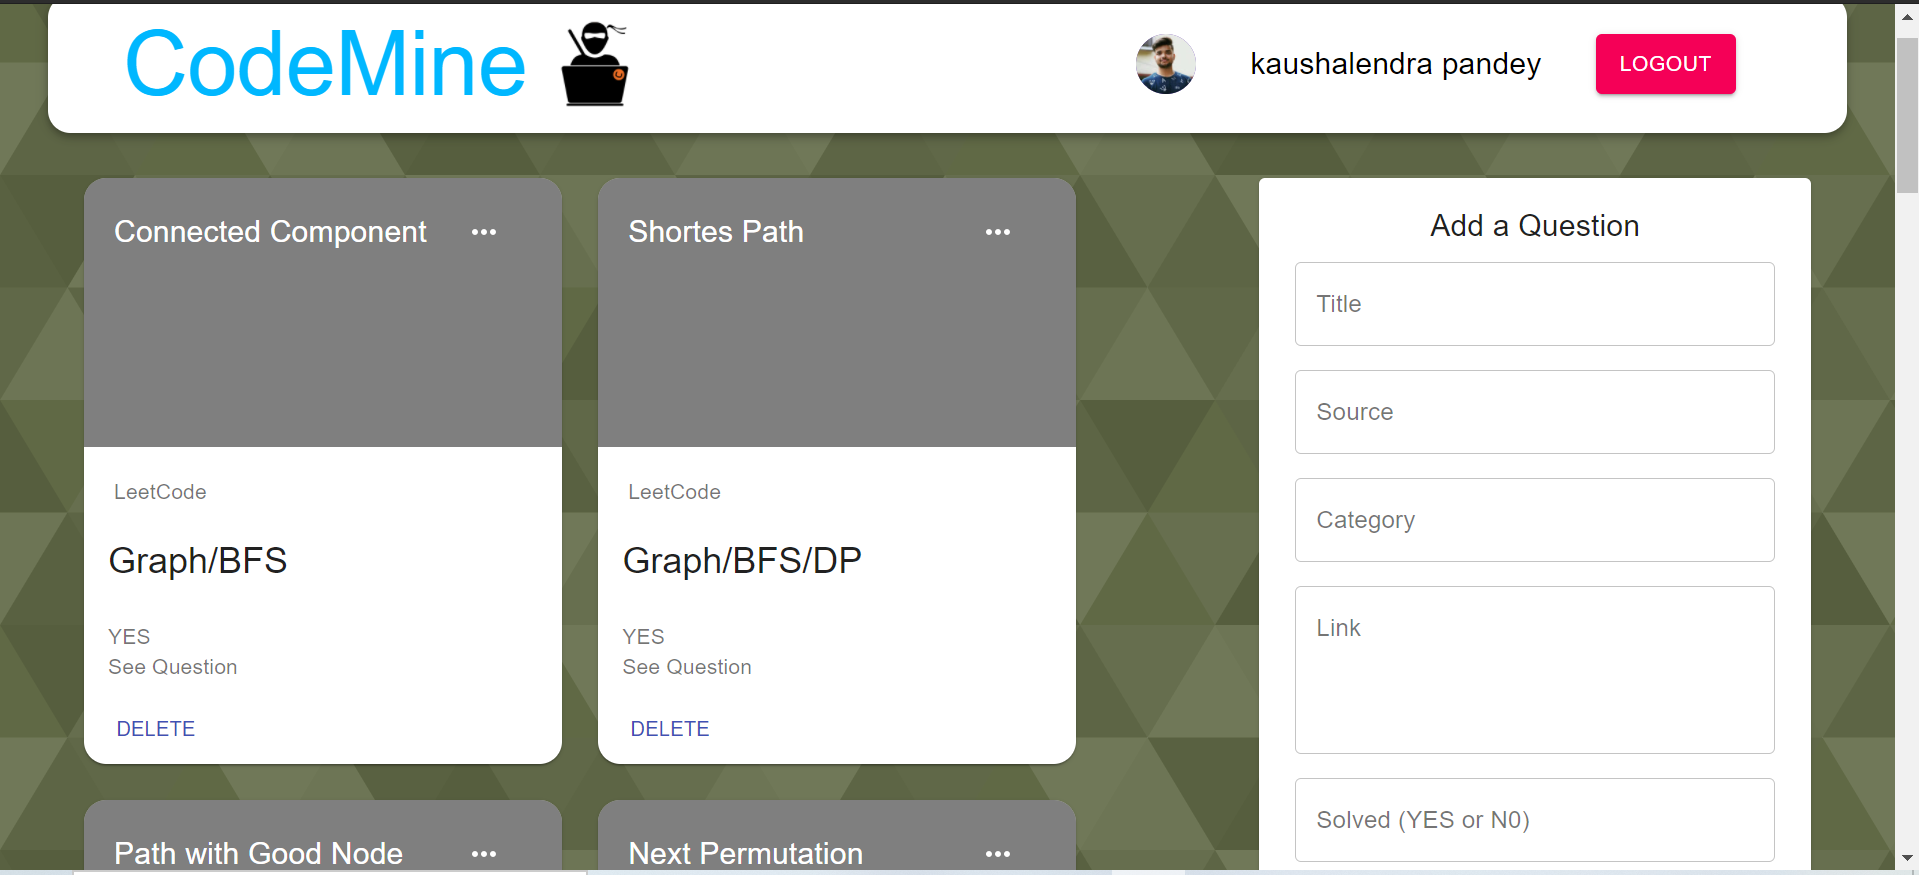 CodeMine
kaushalendra pandey
LOGOUT
Connected Component
Shortes Path
LeetCode
LeetCode
Graph/BFS
Graph/BFS/DP
YES
See Question
YES
See Question
DELETE
DELETE
Path with Good Node
Next Permutation
Add a Question
Title
Source
Category
Link
Solved (YES or N0)